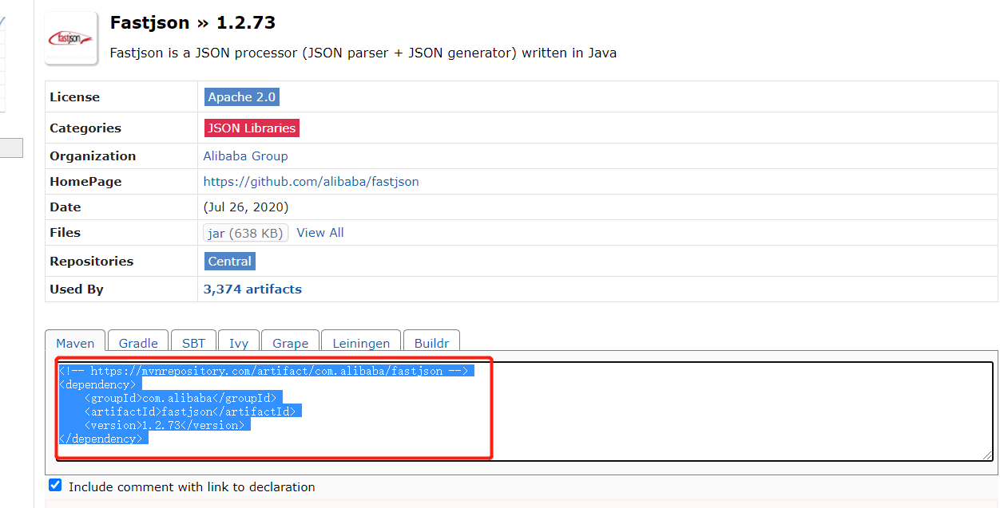 Fastjson » 1.2.73
fastjson
Fastjson is a JSON processor (JSON parser + JSON generator) written in Java
License Apache 2.0
Categories JSON Libraries
Organization Alibaba Group
HomePage https://github.com/alibaba/fastjson
Date (Jul 26, 2020)
Files jar (638 KB) View All
Repositories Central
Used By 3,374 artifacts
Maven Gradle SBT Ivy Grape Leiningen Buildr
<!-- https://mvnrepository.com/artifact/com.alibaba/fastjson -->
<dependency>
    <groupId>com.alibaba</groupId>
    <artifactId>fastjson</artifactId>
    <version>1.2.73</version>
</dependency>
Include comment with link to declaration